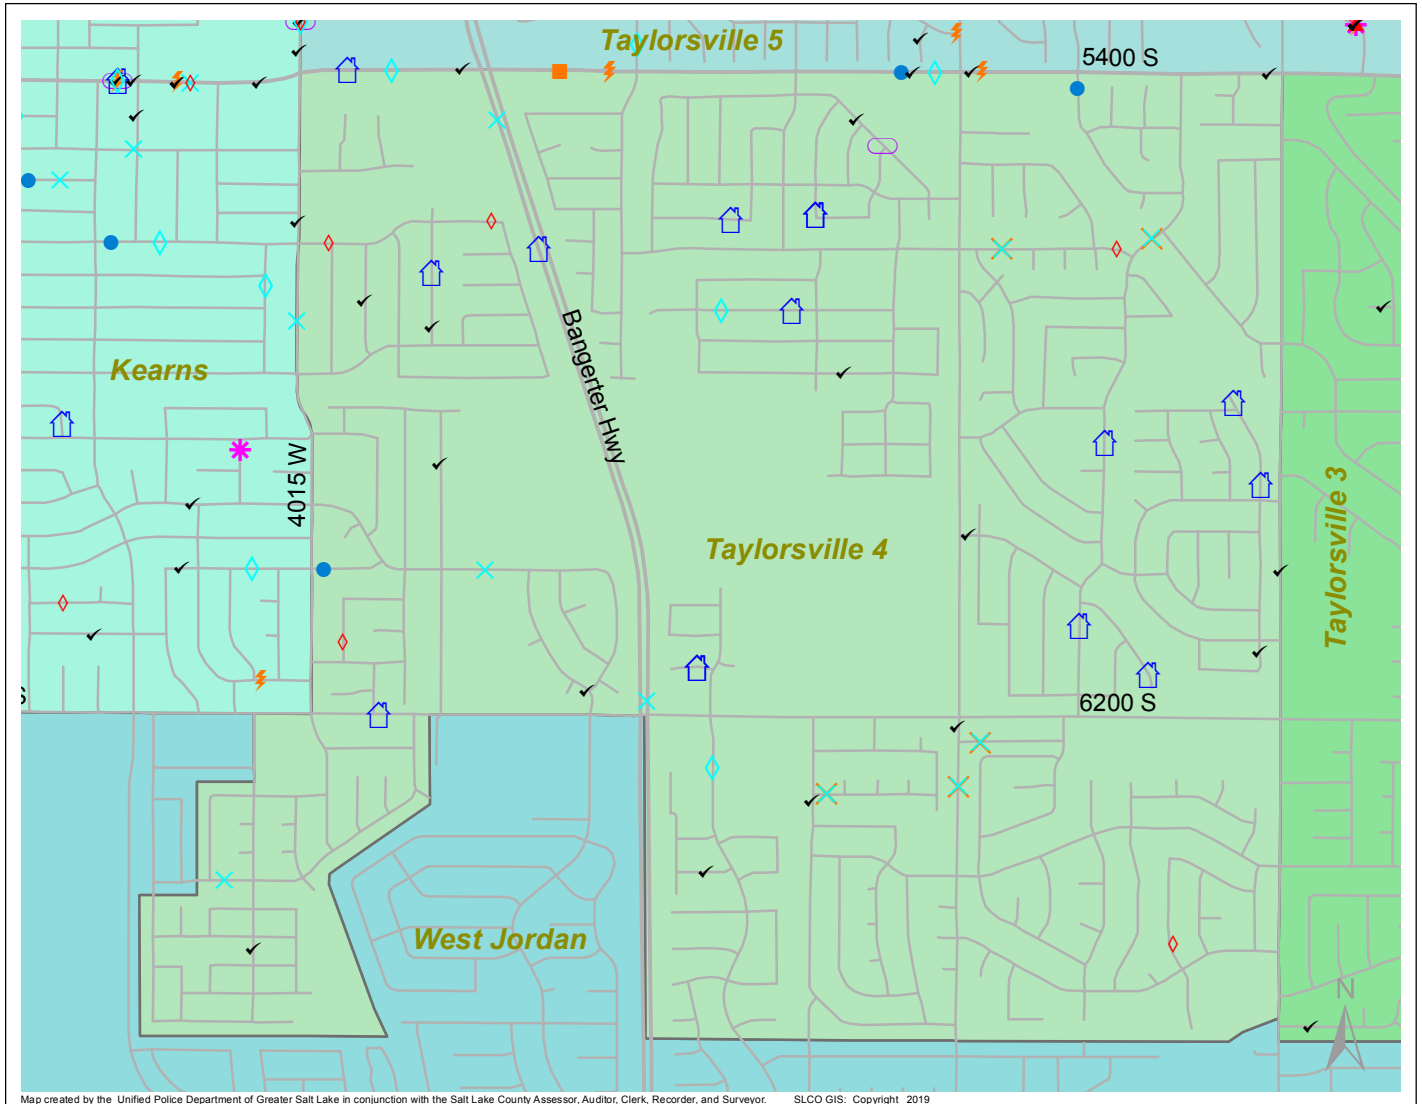 Taylorsville 5
5400 S
Bangerter Hwy
Kearns
4015 W
Taylorsville 4
Taylorsville 3
S
6200 S
West Jordan
N
Map created by the Unified Police Department of Greater Salt Lake in conjunction with the Salt Lake County Assessor, Auditor, Clerk, Recorder, and Surveyor. SLCO GIS: Copyright 2019